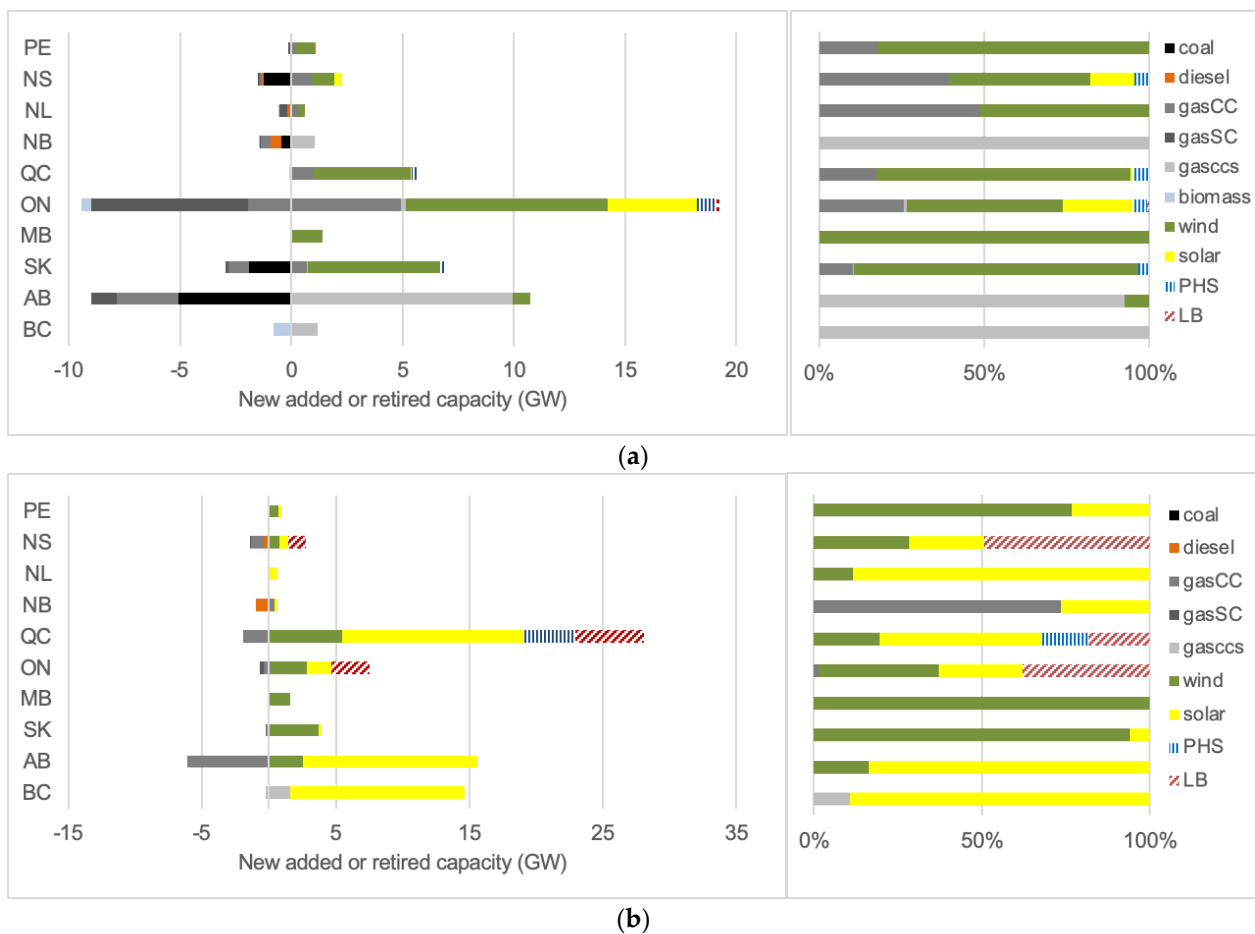 PE
NS
NL
NB
QC
ON
MB
SK
AB
BC
-10 -5 0 5 10 15 20
New added or retired capacity (GW)
0% 50% 100%
coal
diesel
gasCC
gasSC
gasccs
biomass
wind
solar
PHS
LB
(a)
PE
NS
NL
NB
QC
ON
MB
SK
AB
BC
-15 -5 5 15 25 35
New added or retired capacity (GW)
0% 50% 100%
coal
diesel
gasCC
gasSC
gasccs
wind
solar
PHS
LB
(b)